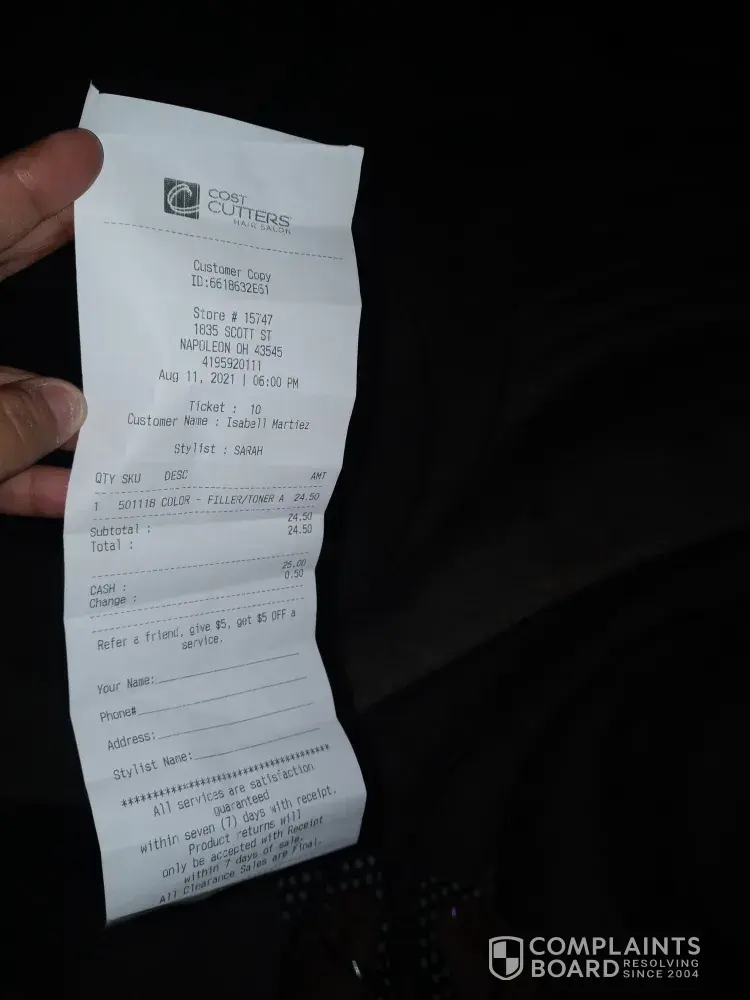 COST
CUTTERS
HAIR SALON
Customer Copy
ID:6618632E61
Store # 15747
1835 SCOTT ST
NAPOLEON OH 43545
4195920111
Aug 11, 2021 | 06:00 PM
Ticket : 10
Customer Name : Isabell Martiez
Stylist : SARAH
QTY SKU DESC AMT
1 501118 COLOR - FILLER/TONER A 24.50
Subtotal : 24.50
Total : 24.50
CASH : 25.00
Change : 0.50
Refer a friend, give $5, get $5 OFF a
service.
Your Name:
Phone#
Address:
Stylist Name:
************************************
All services are satisfaction
guaranteed
within seven (7) days with receipt.
Product returns will
only be accepted with Receipt
within 7 days of sale.
All Clearance Sales are Final.
COMPLAINTS
BOARD RESOLVING
SINCE 2004